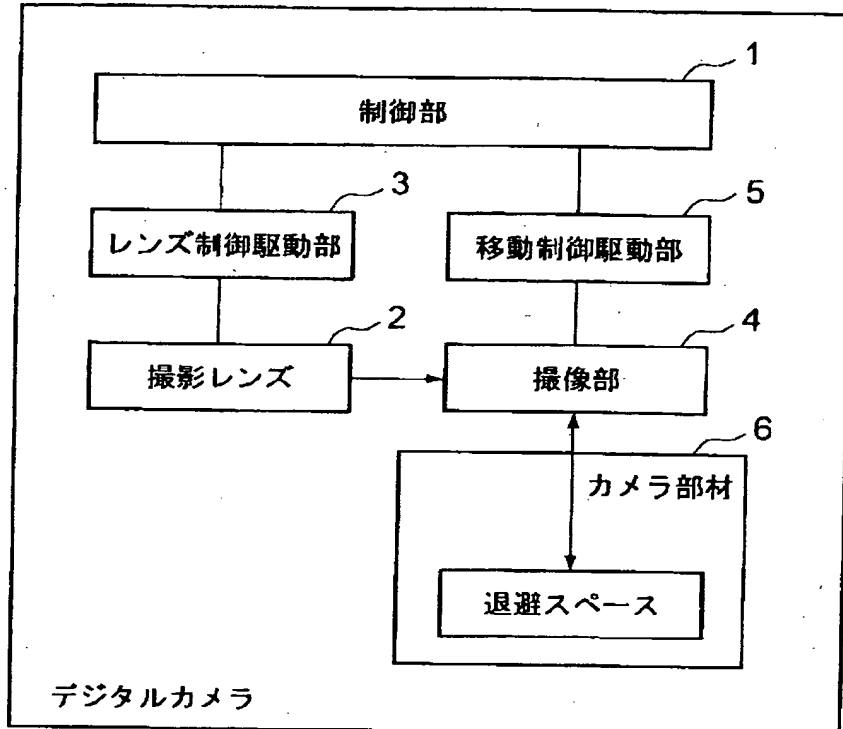 1
制御部
3
5
レンズ制御駆動部
移動制御駆動部
2
4
撮影レンズ
撮像部
6
カメラ部材
退避スペース
デジタルカメラ